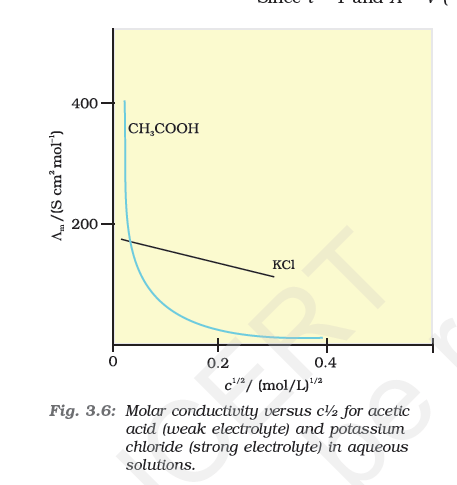 400
CH₃COOH
Λₘ/(S cm² mol⁻¹)
200
KCl
0
0.2
0.4
c¹/²/ (mol/L)¹/²
Fig. 3.6: Molar conductivity versus c½ for acetic
acid (weak electrolyte) and potassium
chloride (strong electrolyte) in aqueous
solutions.
NCERT